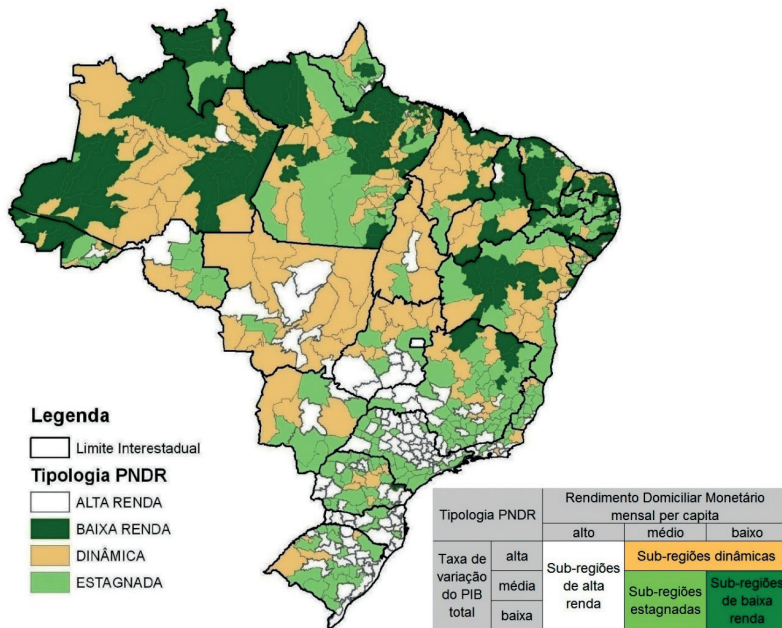 Legenda
Limite Interestadual
Tipologia PNDR
ALTA RENDA
BAIXA RENDA
DINÂMICA
ESTAGNADA
Tipologia PNDR
Rendimento Domiciliar Monetário
mensal per capita
alto médio baixo
Taxa de
variação
do PIB
total
alta
média
baixa
Sub-regiões
de alta
renda
Sub-regiões dinâmicas
Sub-regiões
estagnadas
Sub-regiões
de baixa
renda